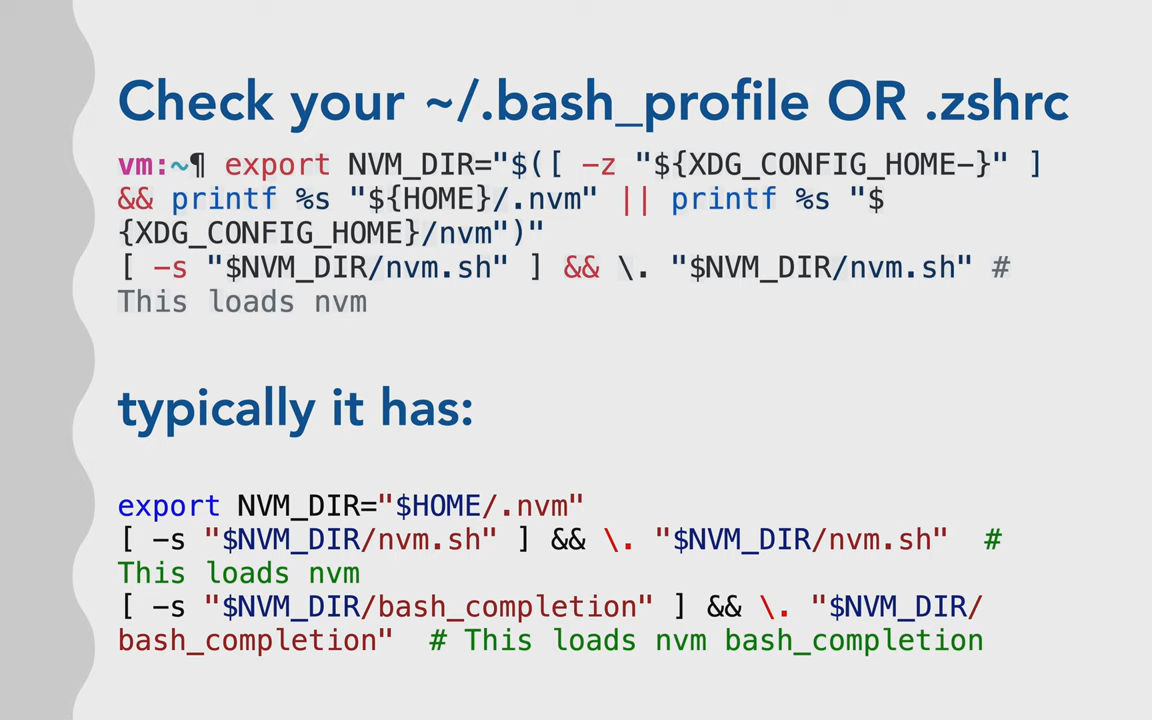 Check your ~/.bash_profile OR .zshrc
vm:~¶ export NVM_DIR="$([ -z "${XDG_CONFIG_HOME-}" ]
&& printf %s "${HOME}/.nvm" || printf %s "$
{XDG_CONFIG_HOME}/nvm")"
[ -s "$NVM_DIR/nvm.sh" ] && \. "$NVM_DIR/nvm.sh" #
This loads nvm
typically it has:
export NVM_DIR="$HOME/.nvm"
[ -s "$NVM_DIR/nvm.sh" ] && \. "$NVM_DIR/nvm.sh"  #
This loads nvm
[ -s "$NVM_DIR/bash_completion" ] && \. "$NVM_DIR/
bash_completion"  # This loads nvm bash_completion